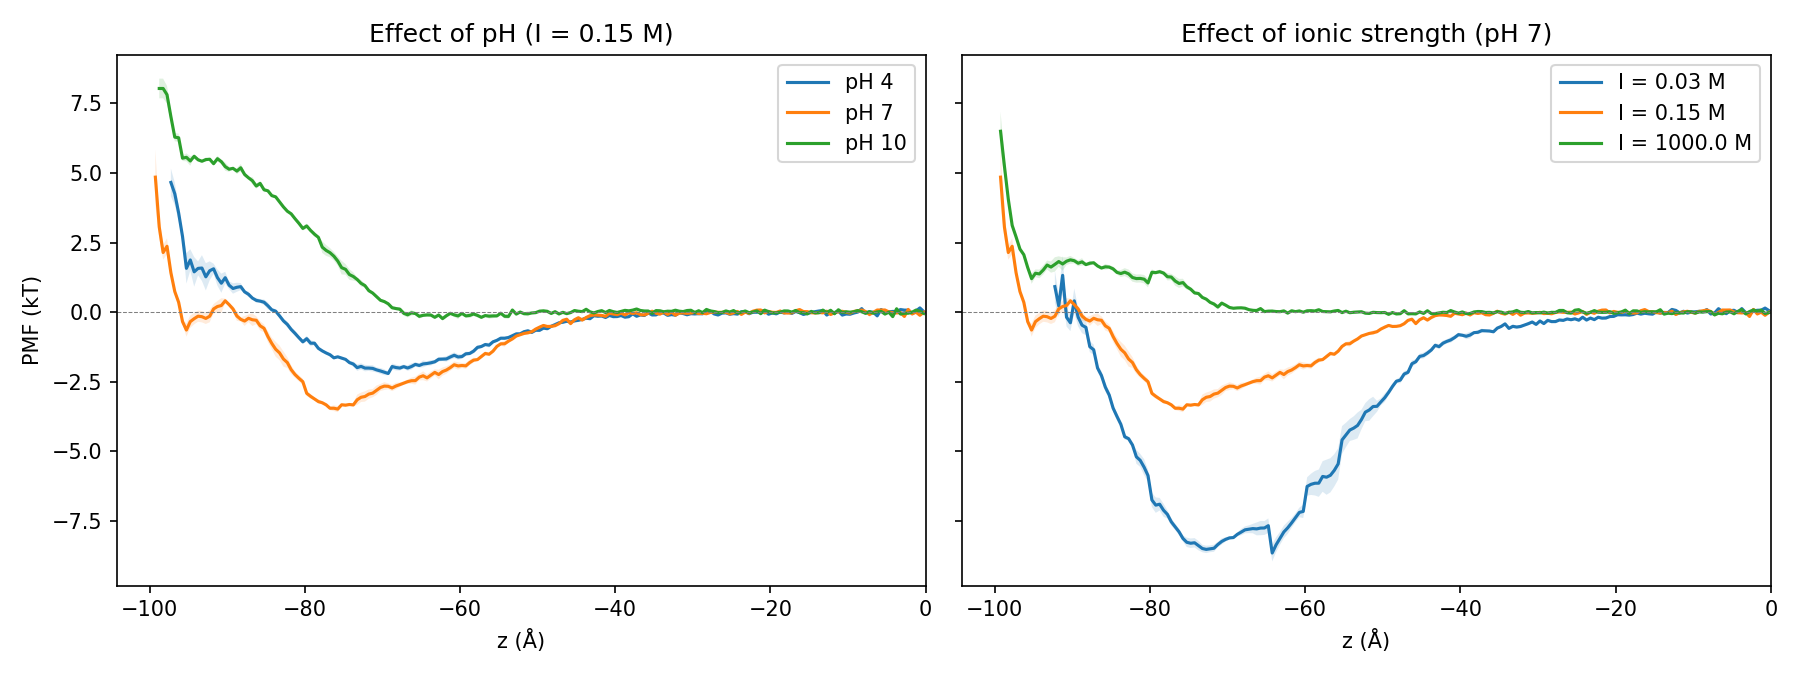 Effect of pH (I = 0.15 M)
pH 4
pH 7
pH 10
7.5
5.0
2.5
0.0
−2.5
−5.0
−7.5
PMF (kT)
−100
−80
−60
−40
−20
0
z (Å)
Effect of ionic strength (pH 7)
I = 0.03 M
I = 0.15 M
I = 1000.0 M
−100
−80
−60
−40
−20
0
z (Å)